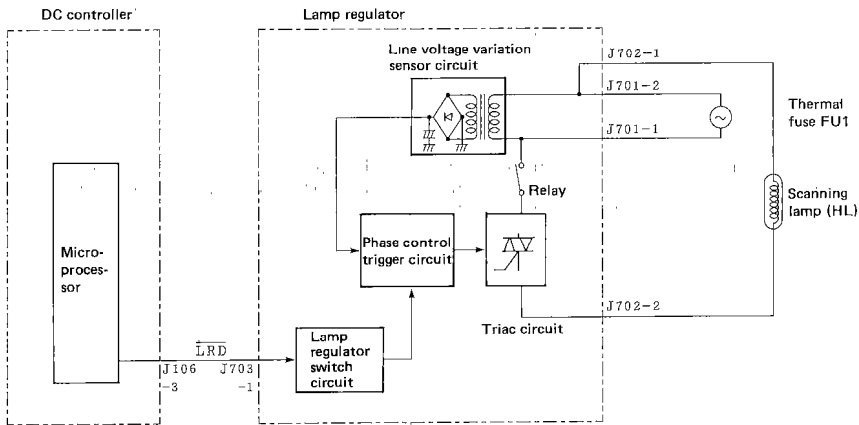 DC controller
Lamp regulator
Line voltage variation
sensor circuit
J702-1
J701-2
J701-1
Thermal
fuse FU1
Relay
Scanning
lamp (HL)
Micro-
proces-
sor
Phase control
trigger circuit
J702-2
Triac circuit
LRD
Lamp
regulator
switch
circuit
J106
J703
-3
-1